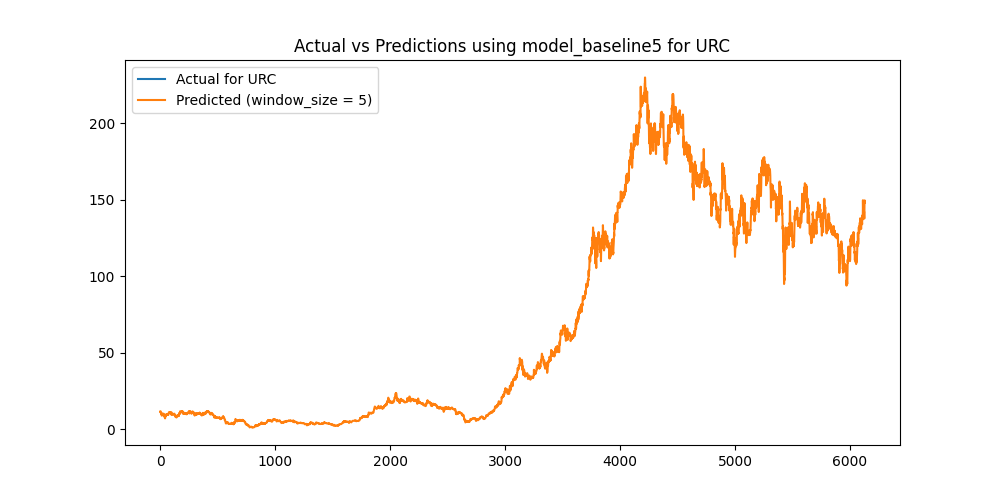 Actual vs Predictions using model_baseline5 for URC
Actual for URC
Predicted (window_size = 5)
200
150
100
50
0
0 1000 2000 3000 4000 5000 6000